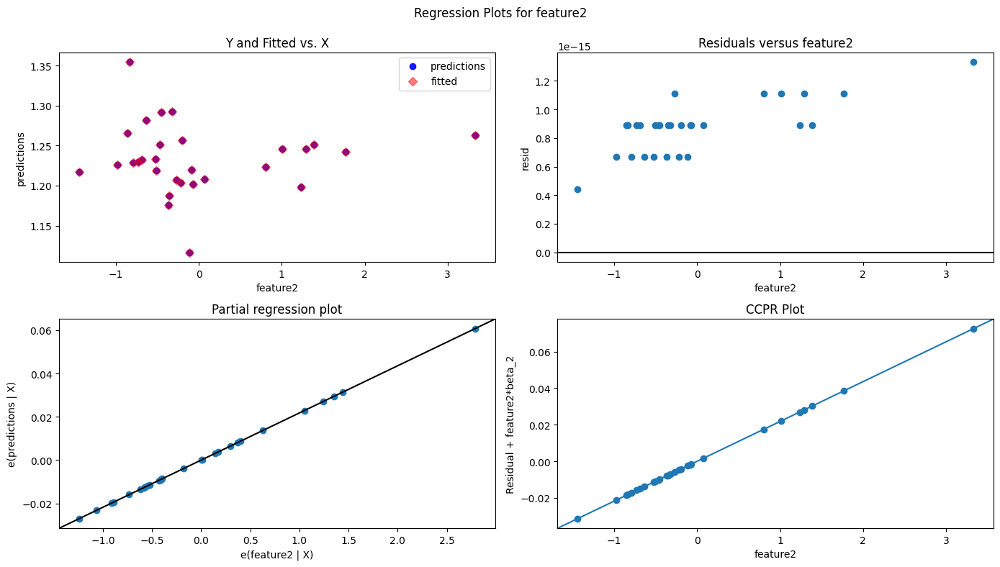 Regression Plots for feature2
Y and Fitted vs. X
predictions
fitted
1.35
1.30
1.25
1.20
1.15
predictions
−1
0
1
2
3
feature2
Residuals versus feature2
1e−15
1.2
1.0
0.8
0.6
0.4
0.2
0.0
resid
−1
0
1
2
3
feature2
Partial regression plot
0.06
0.04
0.02
0.00
−0.02
e(predictions | X)
−1.0
−0.5
0.0
0.5
1.0
1.5
2.0
2.5
e(feature2 | X)
CCPR Plot
0.06
0.04
0.02
0.00
−0.02
Residual + feature2*beta_2
−1
0
1
2
3
feature2